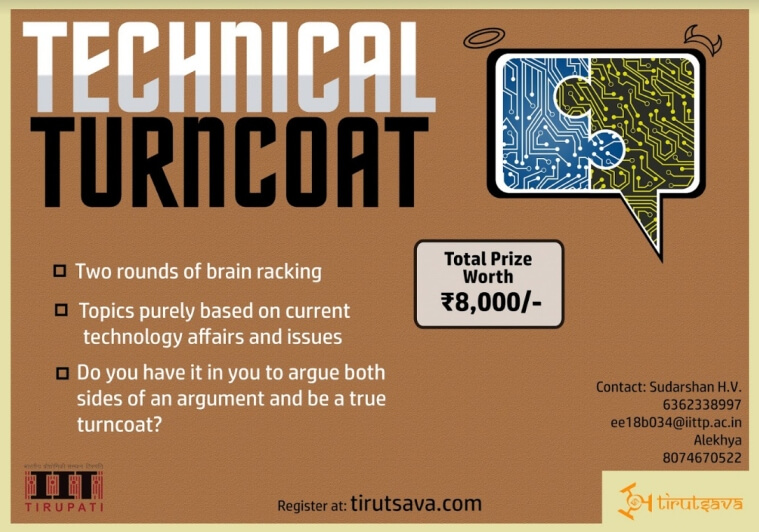 TECHNICAL
TURNCOAT
Two rounds of brain racking
Topics purely based on current
technology affairs and issues
Do you have it in you to argue both
sides of an argument and be a true
turncoat?
Total Prize
Worth
₹8,000/-
Contact: Sudarshan H.V.
6362338997
ee18b034@iittp.ac.in
Alekhya
8074670522
TIRUPATI
Register at: tirutsava.com
tirutsava